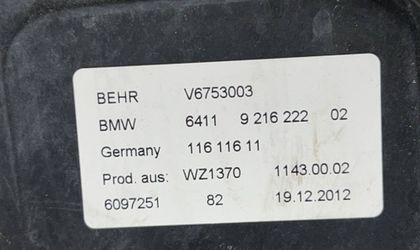 BEHR V6753003
BMW 6411 9 216 222 02
Germany 116 116 11
Prod. aus: WZ1370 1143.00.02
6097251 82 19.12.2012